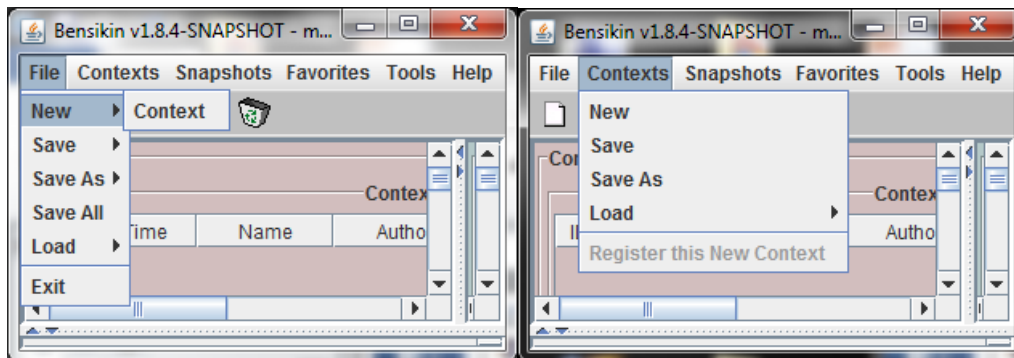 Bensikin v1.8.4-SNAPSHOT - m...
File Contexts Snapshots Favorites Tools Help
New Context
Save
Save As
Save All
Load
Exit
Contex
Time Name Autho
Bensikin v1.8.4-SNAPSHOT - m...
File Contexts Snapshots Favorites Tools Help
New
Save
Save As
Load
Register this New Context
Con
Contex
Autho